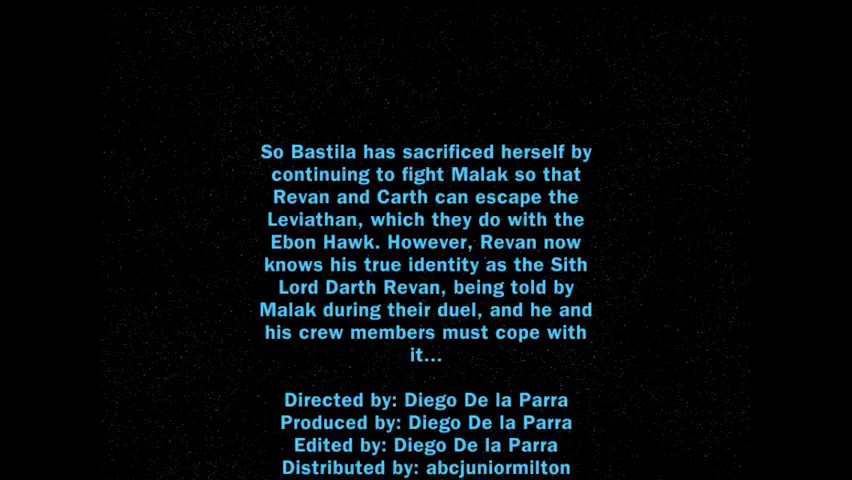 So Bastila has sacrificed herself by
continuing to fight Malak so that
Revan and Carth can escape the
Leviathan, which they do with the
Ebon Hawk. However, Revan now
knows his true identity as the Sith
Lord Darth Revan, being told by
Malak during their duel, and he and
his crew members must cope with
it...
Directed by: Diego De la Parra
Produced by: Diego De la Parra
Edited by: Diego De la Parra
Distributed by: abcjuniormilton